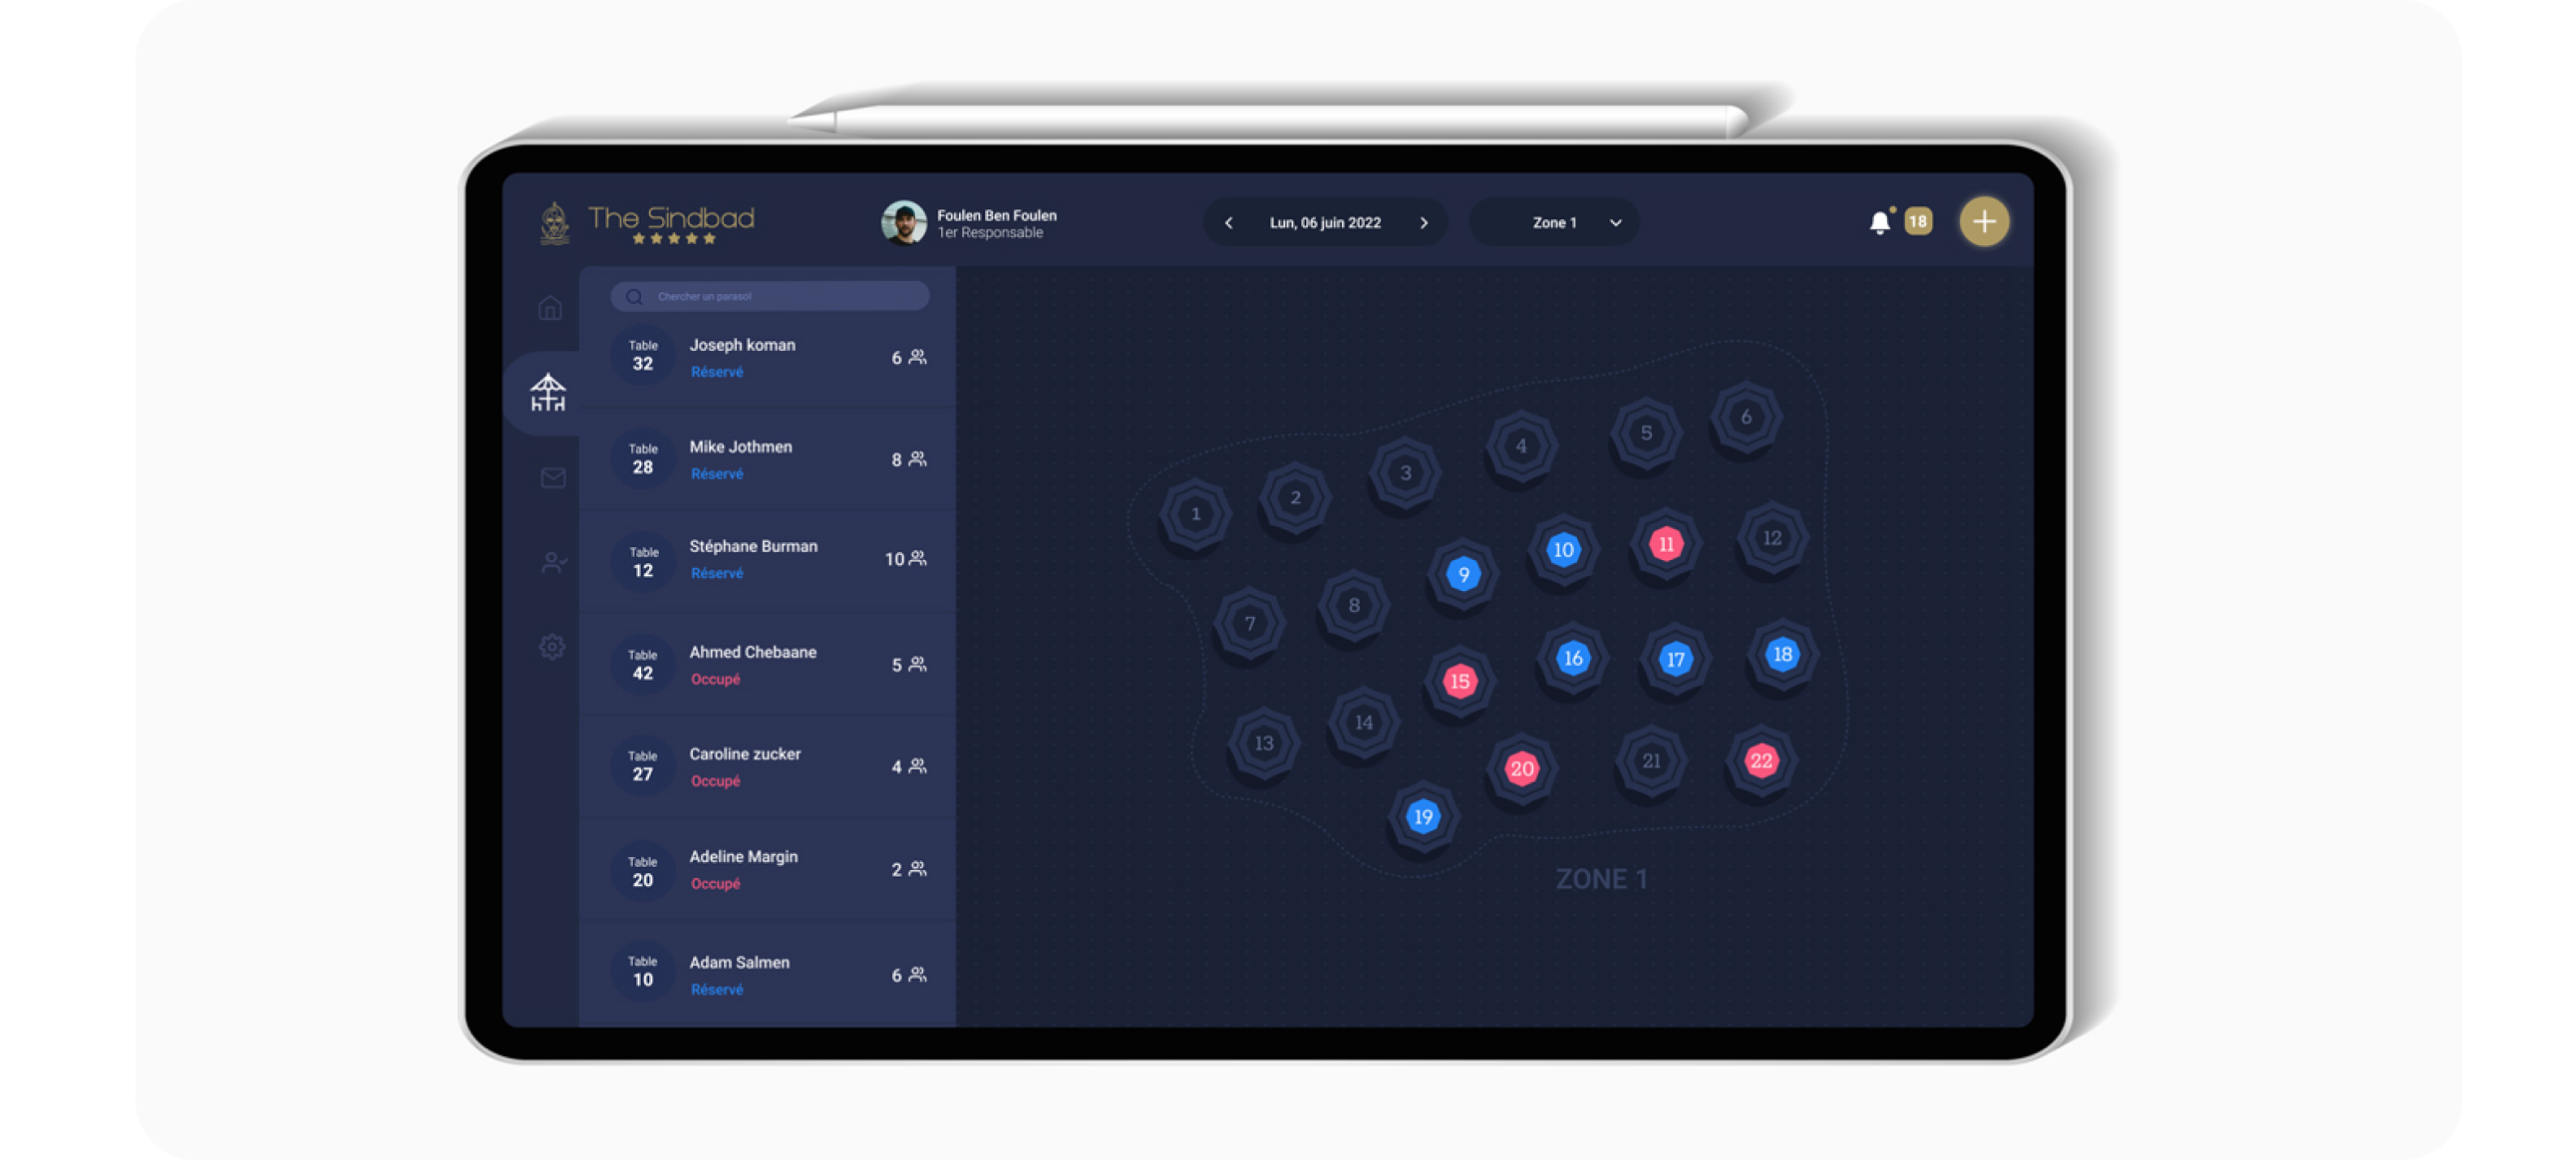 The Sindbad
Foulen Ben Foulen
1er Responsable
Lun, 06 juin 2022
Zone 1
18
Chercher un parasol
Table
32
Joseph koman
Réservé
6
Table
28
Mike Jothmen
Réservé
8
Table
12
Stéphane Burman
Réservé
10
Table
42
Ahmed Chebaane
Occupé
5
Table
27
Caroline zucker
Occupé
4
Table
20
Adeline Margin
Occupé
2
Table
10
Adam Salmen
Réservé
6
1
2
3
4
5
6
7
8
9
10
11
12
13
14
15
16
17
18
19
20
21
22
ZONE 1